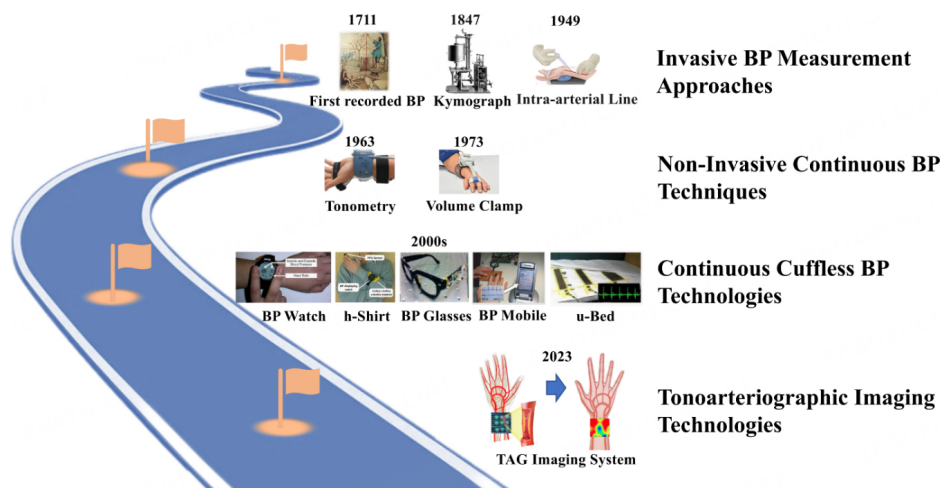 1711
1847
1949
First recorded BP
Kymograph
Intra-arterial Line
Invasive BP Measurement
Approaches
1963
1973
Tonometry
Volume Clamp
Non-Invasive Continuous BP
Techniques
2000s
BP Watch
h-Shirt
BP Glasses
BP Mobile
u-Bed
Continuous Cuffless BP
Technologies
2023
TAG Imaging System
Tonoarteriographic Imaging
Technologies